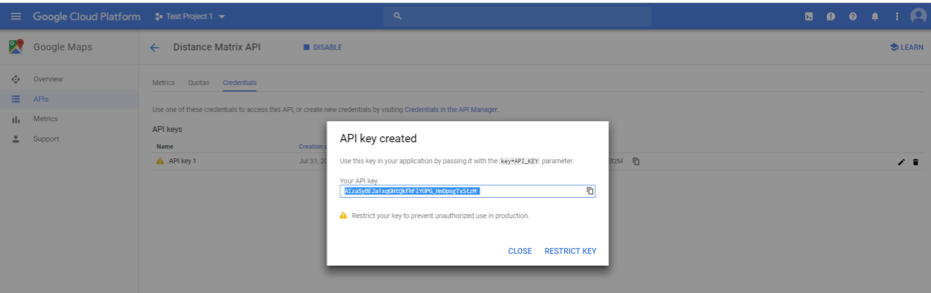 Google Cloud Platform
Test Project 1
Google Maps
Distance Matrix API
DISABLE
LEARN
Overview
APIs
Metrics
Support
Metrics Quotas Credentials
Use one of these credentials to access this API, or create new credentials by visiting Credentials in the API Manager.
API keys
Name
API key 1
Jul 31, 20
API key created
Use this key in your application by passing it with the key=API_KEY parameter.
Your API key
Restrict your key to prevent unauthorized use in production.
CLOSE RESTRICT KEY